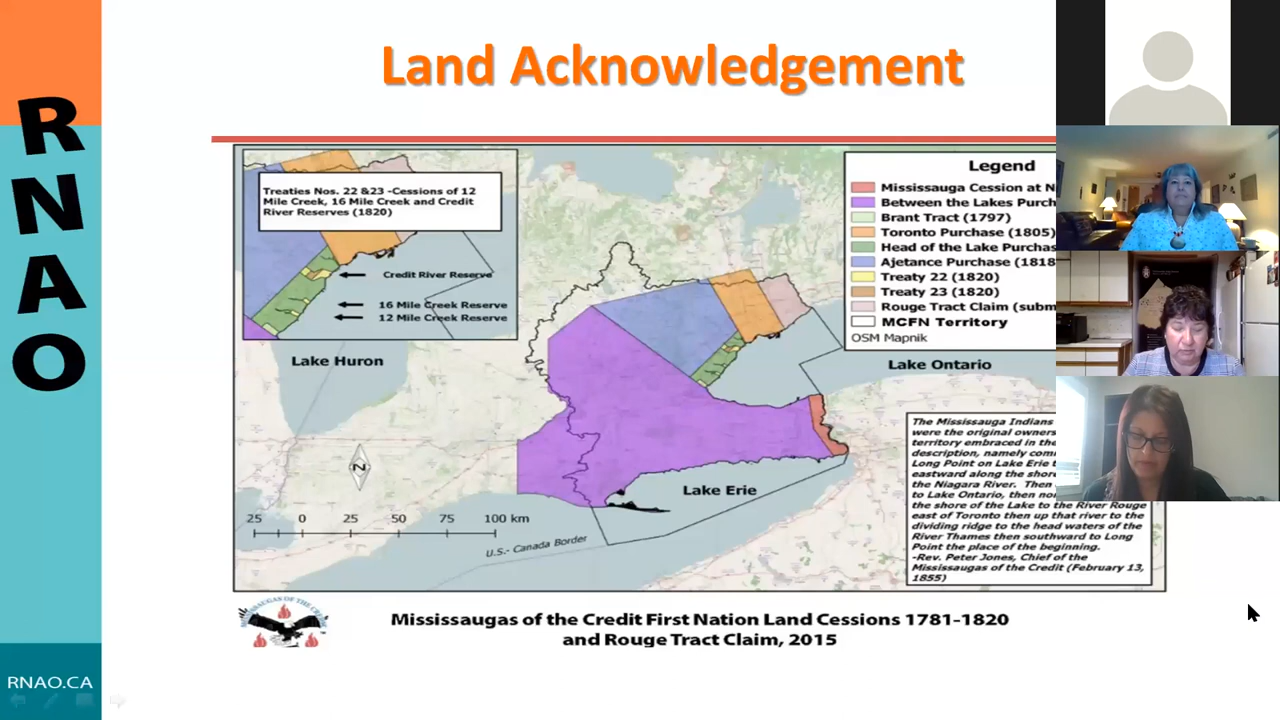 Land Acknowledgement
RNAO
RNAO.CA
Treaties Nos. 22 &23 -Cessions of 12
Mile Creek, 16 Mile Creek and Credit
River Reserves (1820)
Credit River Reserve
16 Mile Creek Reserve
12 Mile Creek Reserve
Lake Huron
Legend
Mississauga Cession at N
Between the Lakes Purch
Brant Tract (1797)
Toronto Purchase (1805)
Head of the Lake Purcha
Ajetance Purchase (1818
Treaty 22 (1820)
Treaty 23 (1820)
Rouge Tract Claim (subm
MCFN Territory
OSM Mapnik
Lake Ontario
Lake Erie
N
25 0 25 50 75 100 km
U.S.- Canada Border
The Mississauga Indians
were the original owners
territory embraced in the
description, namely com
Long Point on Lake Erie t
eastward along the shore
the Niagara River. Then
to Lake Ontario, then nor
the shore of the Lake to the River Rouge
east of Toronto then up that river to the
dividing ridge to the head waters of the
River Thames then southward to Long
Point the place of the beginning.
-Rev. Peter Jones, Chief of the
Mississaugas of the Credit (February 13,
1855)
Mississaugas of the Credit First Nation Land Cessions 1781-1820
and Rouge Tract Claim, 2015